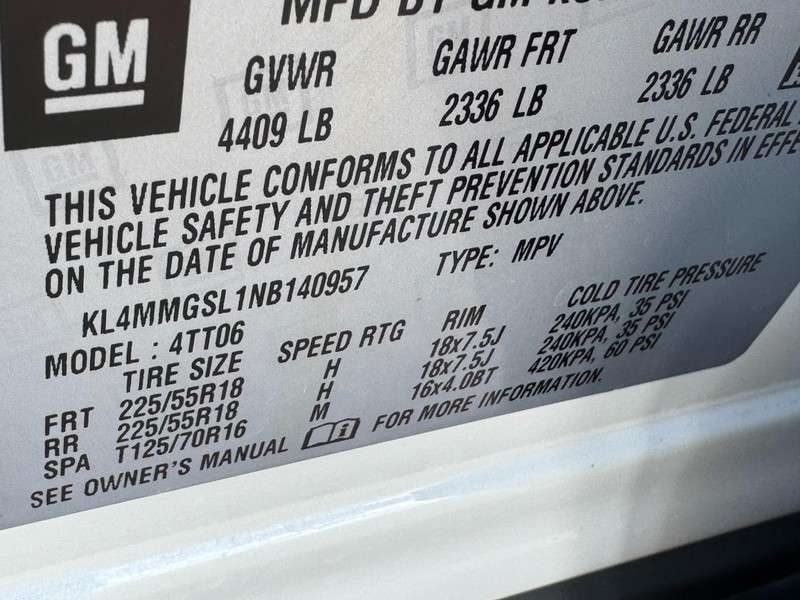 GM
MFD BY GM KO
GVWR GAWR FRT GAWR RR
4409 LB 2336 LB 2336 LB
THIS VEHICLE CONFORMS TO ALL APPLICABLE U.S. FEDERAL
VEHICLE SAFETY AND THEFT PREVENTION STANDARDS IN EFFE
ON THE DATE OF MANUFACTURE SHOWN ABOVE.
KL4MMGSL1NB140957 TYPE: MPV
MODEL : 4TT06
TIRE SIZE SPEED RTG RIM COLD TIRE PRESSURE
FRT 225/55R18 H 18x7.5J 240KPA, 35 PSI
RR 225/55R18 H 18x7.5J 240KPA, 35 PSI
SPA T125/70R16 M 16x4.0BT 420KPA, 60 PSI
SEE OWNER'S MANUAL FOR MORE INFORMATION.